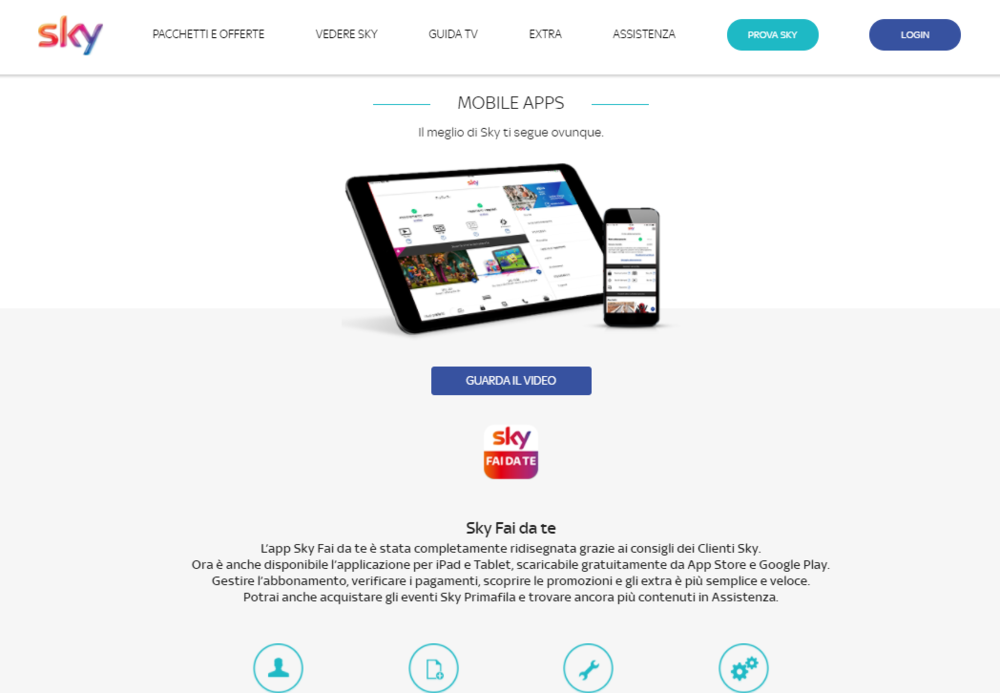 sky
PACCHETTI E OFFERTE
VEDERE SKY
GUIDA TV
EXTRA
ASSISTENZA
PROVA SKY
LOGIN
MOBILE APPS
Il meglio di Sky ti segue ovunque.
sky
sky
GUARDA IL VIDEO
sky
FAI DA TE
Sky Fai da te
L'app Sky Fai da te è stata completamente ridisegnata grazie ai consigli dei Clienti Sky.
Ora è anche disponibile l'applicazione per iPad e Tablet, scaricabile gratuitamente da App Store e Google Play.
Gestire l'abbonamento, verificare i pagamenti, scoprire le promozioni e gli extra è più semplice e veloce.
Potrai anche acquistare gli eventi Sky Primafila e trovare ancora più contenuti in Assistenza.